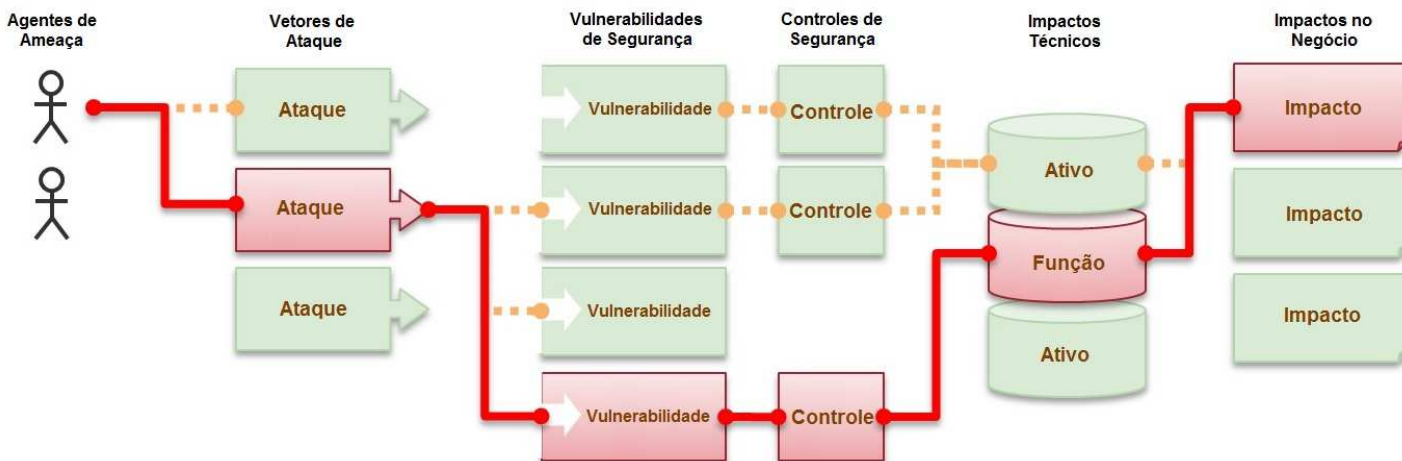 Agentes de
Ameaça
Vetores de
Ataque
Vulnerabilidades
de Segurança
Controles de
Segurança
Impactos
Técnicos
Impactos no
Negócio
Ataque
Vulnerabilidade
Controle
Ativo
Impacto
Ataque
Vulnerabilidade
Controle
Função
Impacto
Ataque
Vulnerabilidade
Ativo
Impacto
Vulnerabilidade
Controle